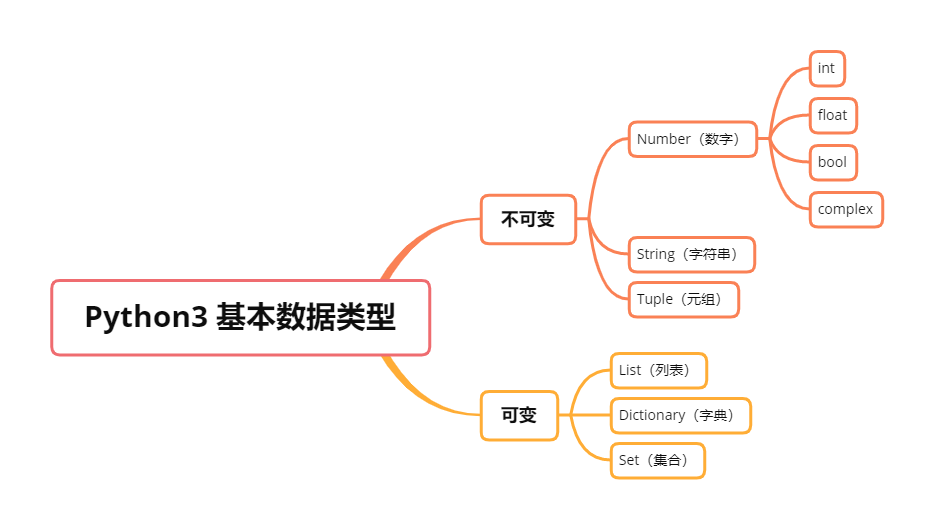 Python3 基本数据类型
不可变
Number（数字）
int
float
bool
complex
String（字符串）
Tuple（元组）
可变
List（列表）
Dictionary（字典）
Set（集合）